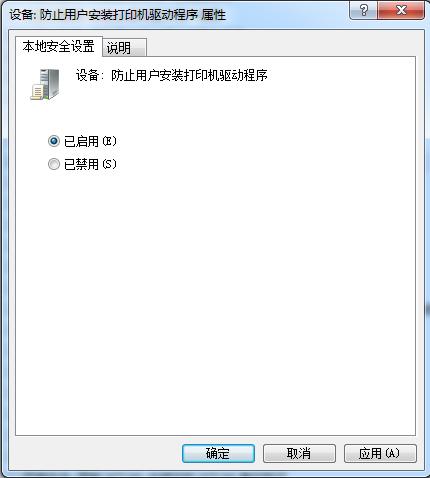 设备: 防止用户安装打印机驱动程序 属性
本地安全设置 说明
设备: 防止用户安装打印机驱动程序
已启用(E)
已禁用(S)
确定 取消 应用(A)